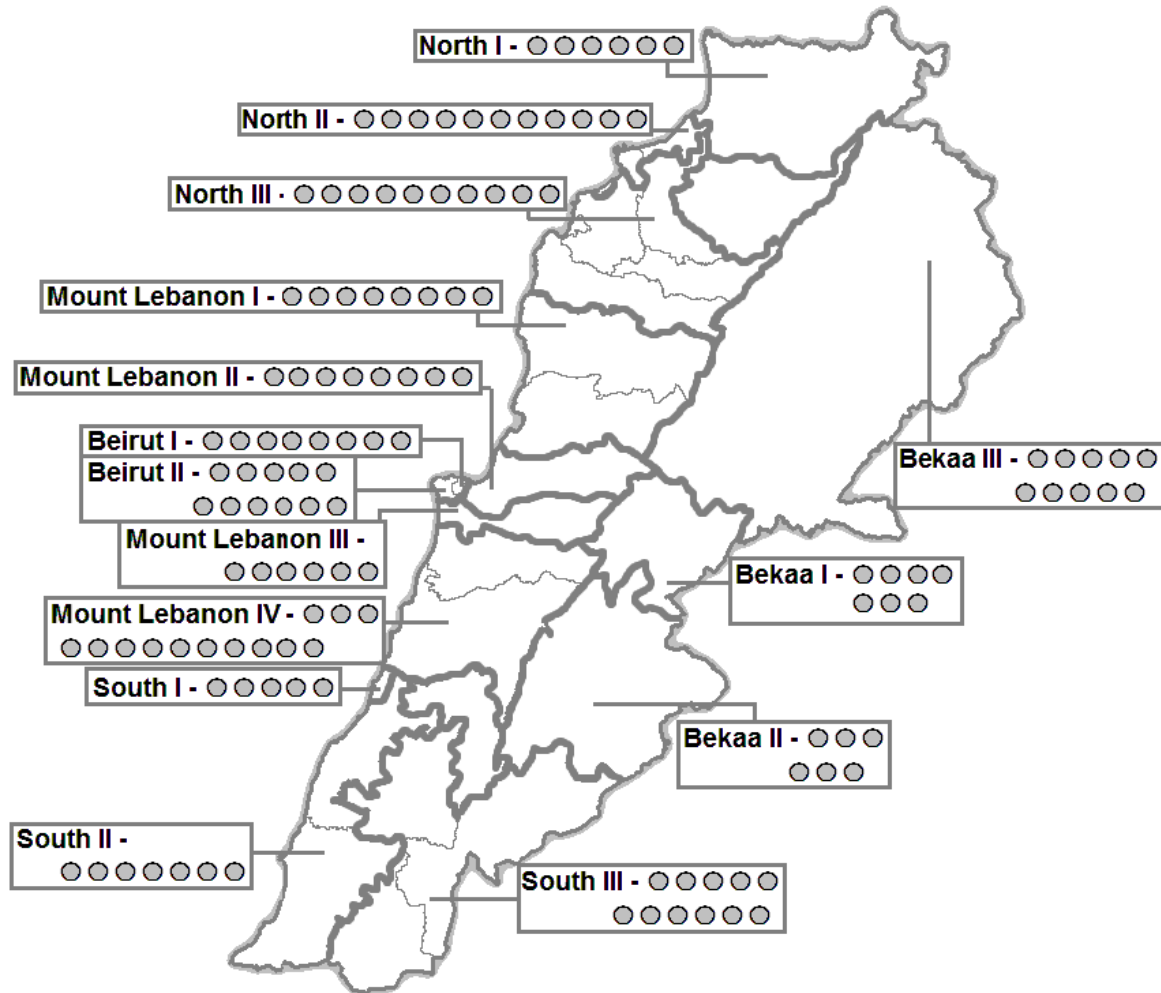 North I -
North II -
North III -
Mount Lebanon I -
Mount Lebanon II -
Beirut I -
Beirut II -
Bekaa III -
Mount Lebanon III -
Bekaa I -
Mount Lebanon IV -
South I -
Bekaa II -
South II -
South III -